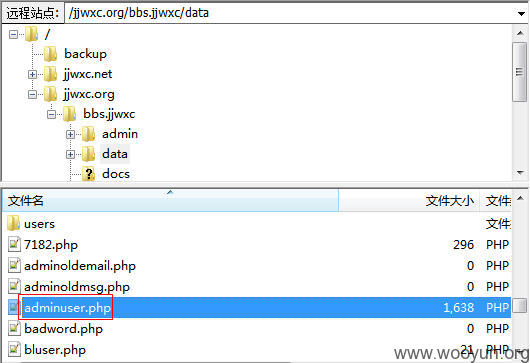 远程站点: /jjwxc.org/bbs.jjwxc/data
/
backup
jjwxc.net
jjwxc.org
bbs.jjwxc
admin
data
docs
文件名 文件大小 文件
users 文件
7182.php 296 PHP
adminoldemail.php 0 PHP
adminoldmsg.php 0 PHP
adminuser.php 1,638 PHP
badword.php 0 PHP
bluser.php 21 PHP
www.wooyun.org